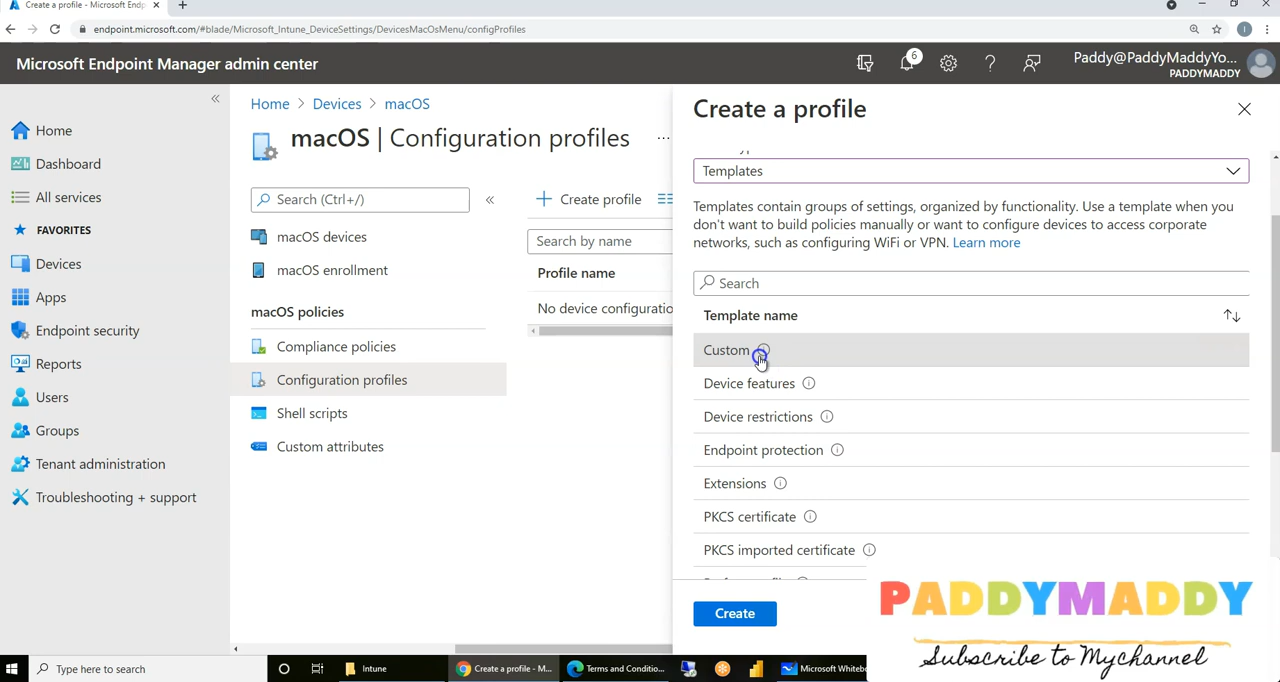 Create a profile - Microsoft Endp
endpoint.microsoft.com/#blade/Microsoft_Intune_DeviceSettings/DevicesMacOsMenu/configProfiles
Microsoft Endpoint Manager admin center
6
Paddy@PaddyMaddyYo...
PADDYMADDY
Home
Dashboard
All services
FAVORITES
Devices
Apps
Endpoint security
Reports
Users
Groups
Tenant administration
Troubleshooting + support
Home > Devices > macOS
macOS | Configuration profiles
Search (Ctrl+/)
macOS devices
macOS enrollment
macOS policies
Compliance policies
Configuration profiles
Shell scripts
Custom attributes
Create profile
Search by name
Profile name
No device configuratio
Create a profile
Templates
Templates contain groups of settings, organized by functionality. Use a template when you
don't want to build policies manually or want to configure devices to access corporate
networks, such as configuring WiFi or VPN. Learn more
Search
Template name
Custom
Device features
Device restrictions
Endpoint protection
Extensions
PKCS certificate
PKCS imported certificate
Create
PADDYMADDY
Subscribe to Mychannel
Type here to search
Intune
Create a profile - M...
Terms and Conditio...
Microsoft Whitebo